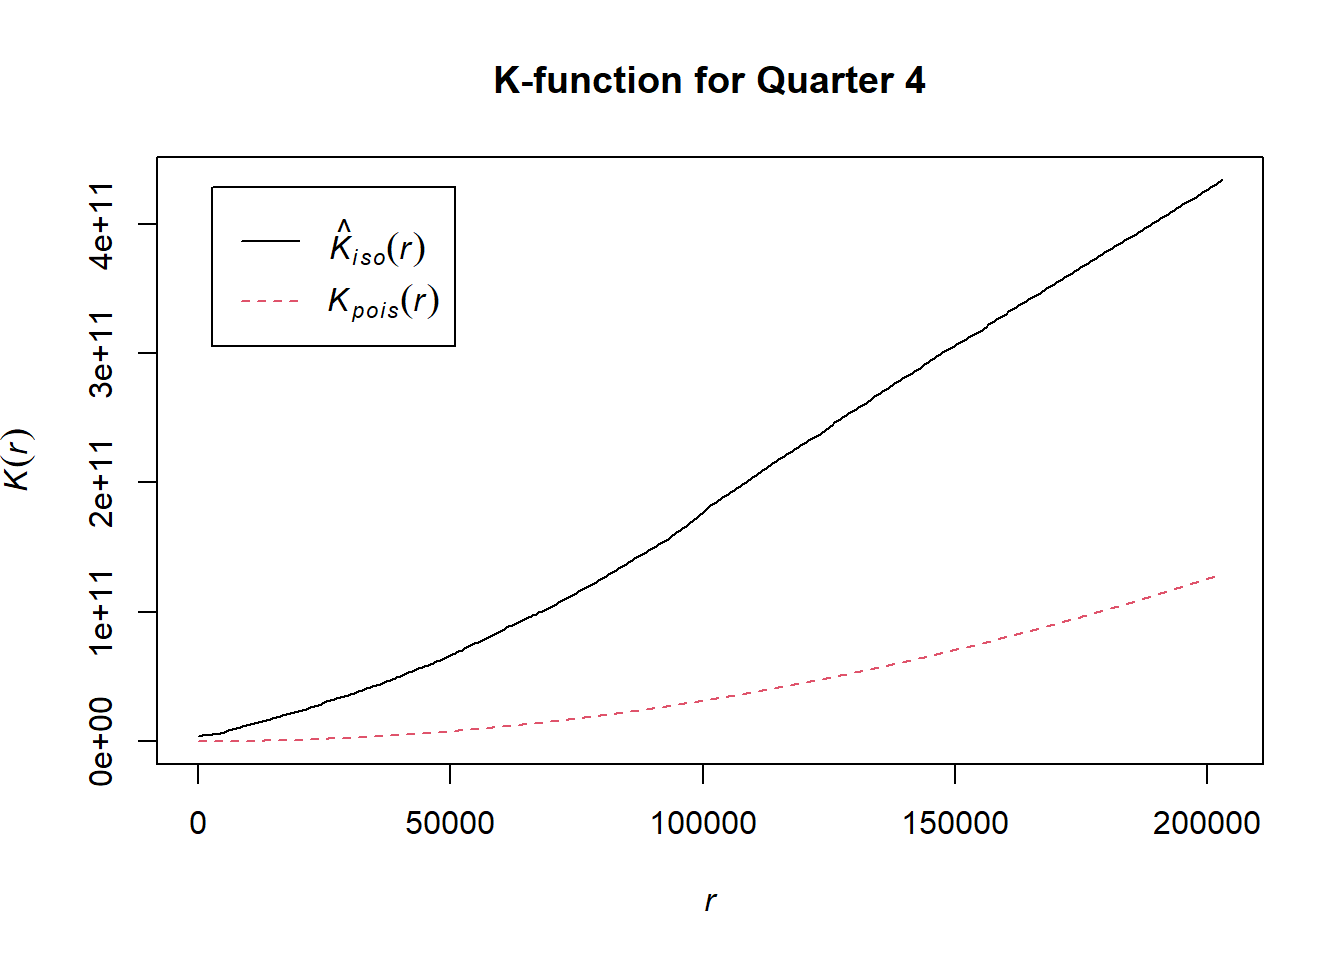 K-function for Quarter 4
K̂iso(r)
Kpois(r)
K(r)
4e+11
3e+11
2e+11
1e+11
0e+00
0 50000 100000 150000 200000
r